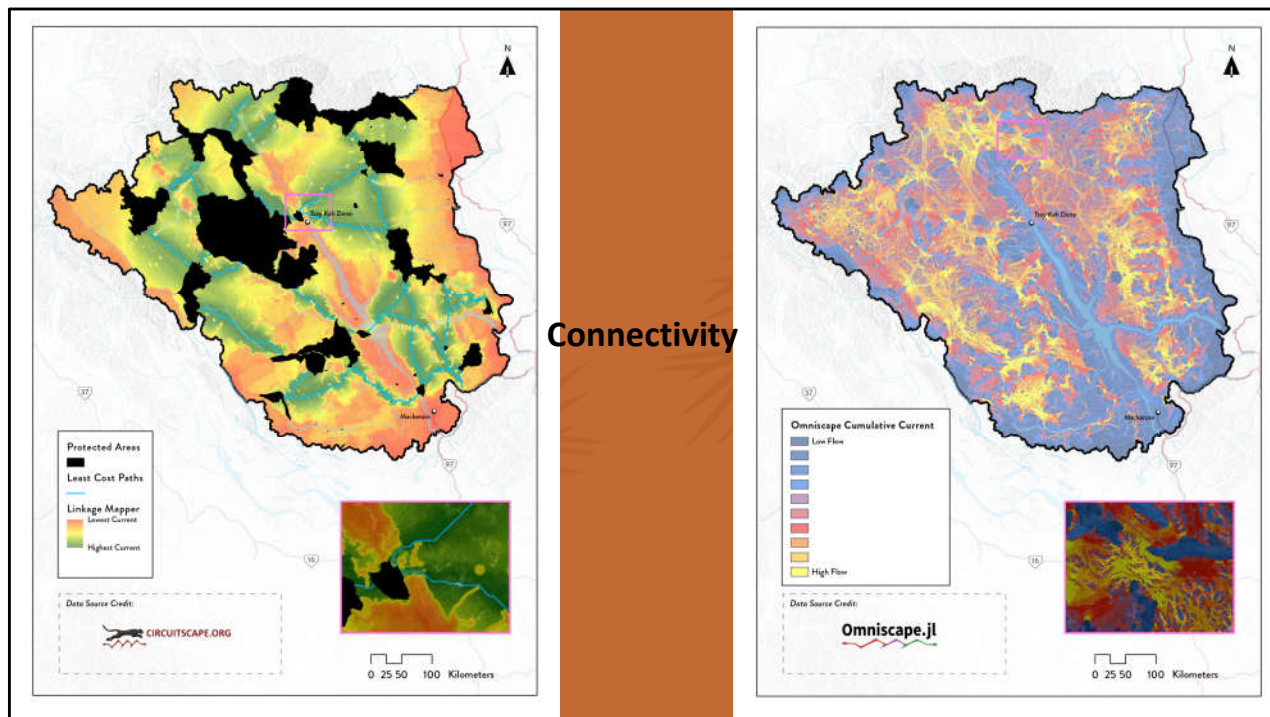 N
Tsay Keh Dene
97
37
Mackenzie
97
16
Protected Areas
Least Cost Paths
Linkage Mapper
Lowest Current
Highest Current
Data Source Credit:
CIRCUITSCAPE.ORG
0 25 50 100 Kilometers
Connectivity
N
Tsay Keh Dene
97
37
Mackenzie
97
16
Omniscape Cumulative Current
Low Flow
High Flow
Data Source Credit:
Omniscape.jl
0 25 50 100 Kilometers